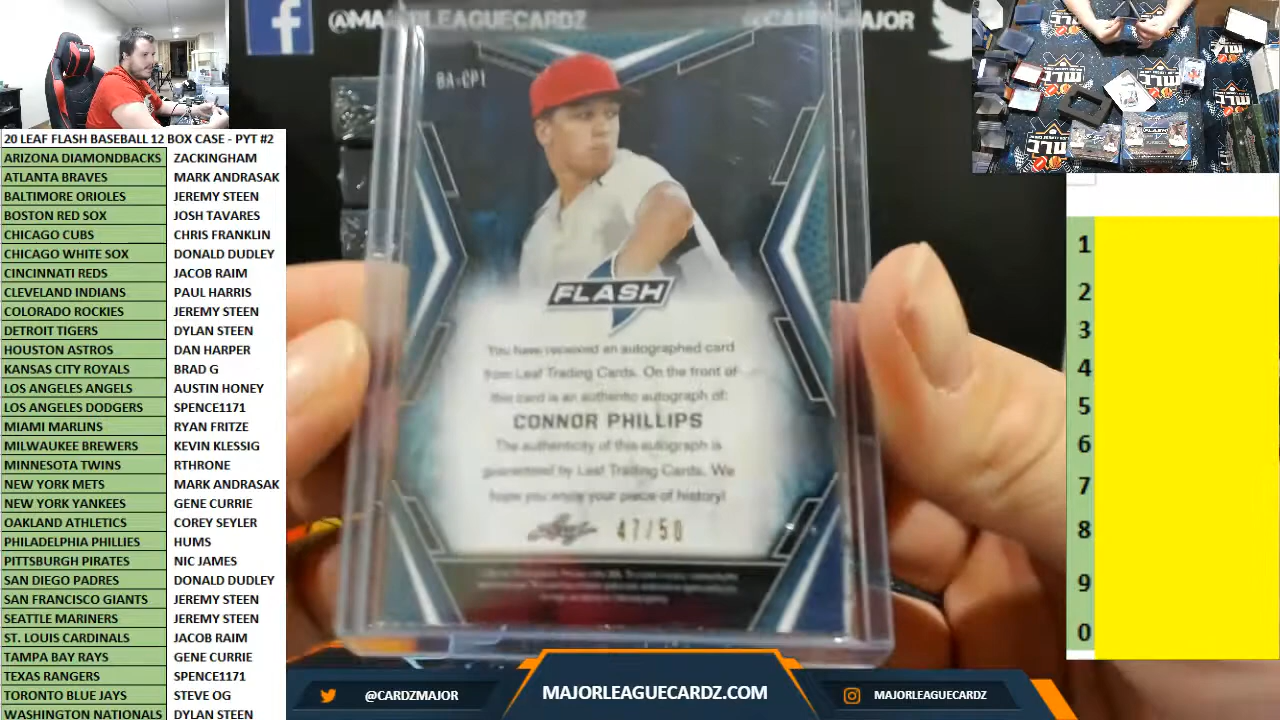 @MAJORLEAGUECARDZ
MAJOR
20 LEAF FLASH BASEBALL 12 BOX CASE - PYT #2
ARIZONA DIAMONDBACKS ZACKINGHAM
ATLANTA BRAVES MARK ANDRASAK
BALTIMORE ORIOLES JEREMY STEEN
BOSTON RED SOX JOSH TAVARES
CHICAGO CUBS CHRIS FRANKLIN
CHICAGO WHITE SOX DONALD DUDLEY
CINCINNATI REDS JACOB RAIM
CLEVELAND INDIANS PAUL HARRIS
COLORADO ROCKIES JEREMY STEEN
DETROIT TIGERS DYLAN STEEN
HOUSTON ASTROS DAN HARPER
KANSAS CITY ROYALS BRAD G
LOS ANGELES ANGELS AUSTIN HONEY
LOS ANGELES DODGERS SPENCE1171
MIAMI MARLINS RYAN FRITZE
MILWAUKEE BREWERS KEVIN KLESSIG
MINNESOTA TWINS RTHRONE
NEW YORK METS MARK ANDRASAK
NEW YORK YANKEES GENE CURRIE
OAKLAND ATHLETICS COREY SEYLER
PHILADELPHIA PHILLIES HUMS
PITTSBURGH PIRATES NIC JAMES
SAN DIEGO PADRES DONALD DUDLEY
SAN FRANCISCO GIANTS JEREMY STEEN
SEATTLE MARINERS JEREMY STEEN
ST. LOUIS CARDINALS JACOB RAIM
TAMPA BAY RAYS GENE CURRIE
TEXAS RANGERS SPENCE1171
TORONTO BLUE JAYS STEVE OG
WASHINGTON NATIONALS DYLAN STEEN
BA-CP1
FLASH
You have received an autographed card
from Leaf Trading Cards. On the front of
this card is an authentic autograph of:
CONNOR PHILLIPS
The authenticity of this autograph is
guaranteed by Leaf Trading Cards. We
hope you enjoy your piece of history!
Leaf 47/50
1
2
3
4
5
6
7
8
9
0
@CARDZMAJOR
MAJORLEAGUECARDZ.COM
MAJORLEAGUECARDZ